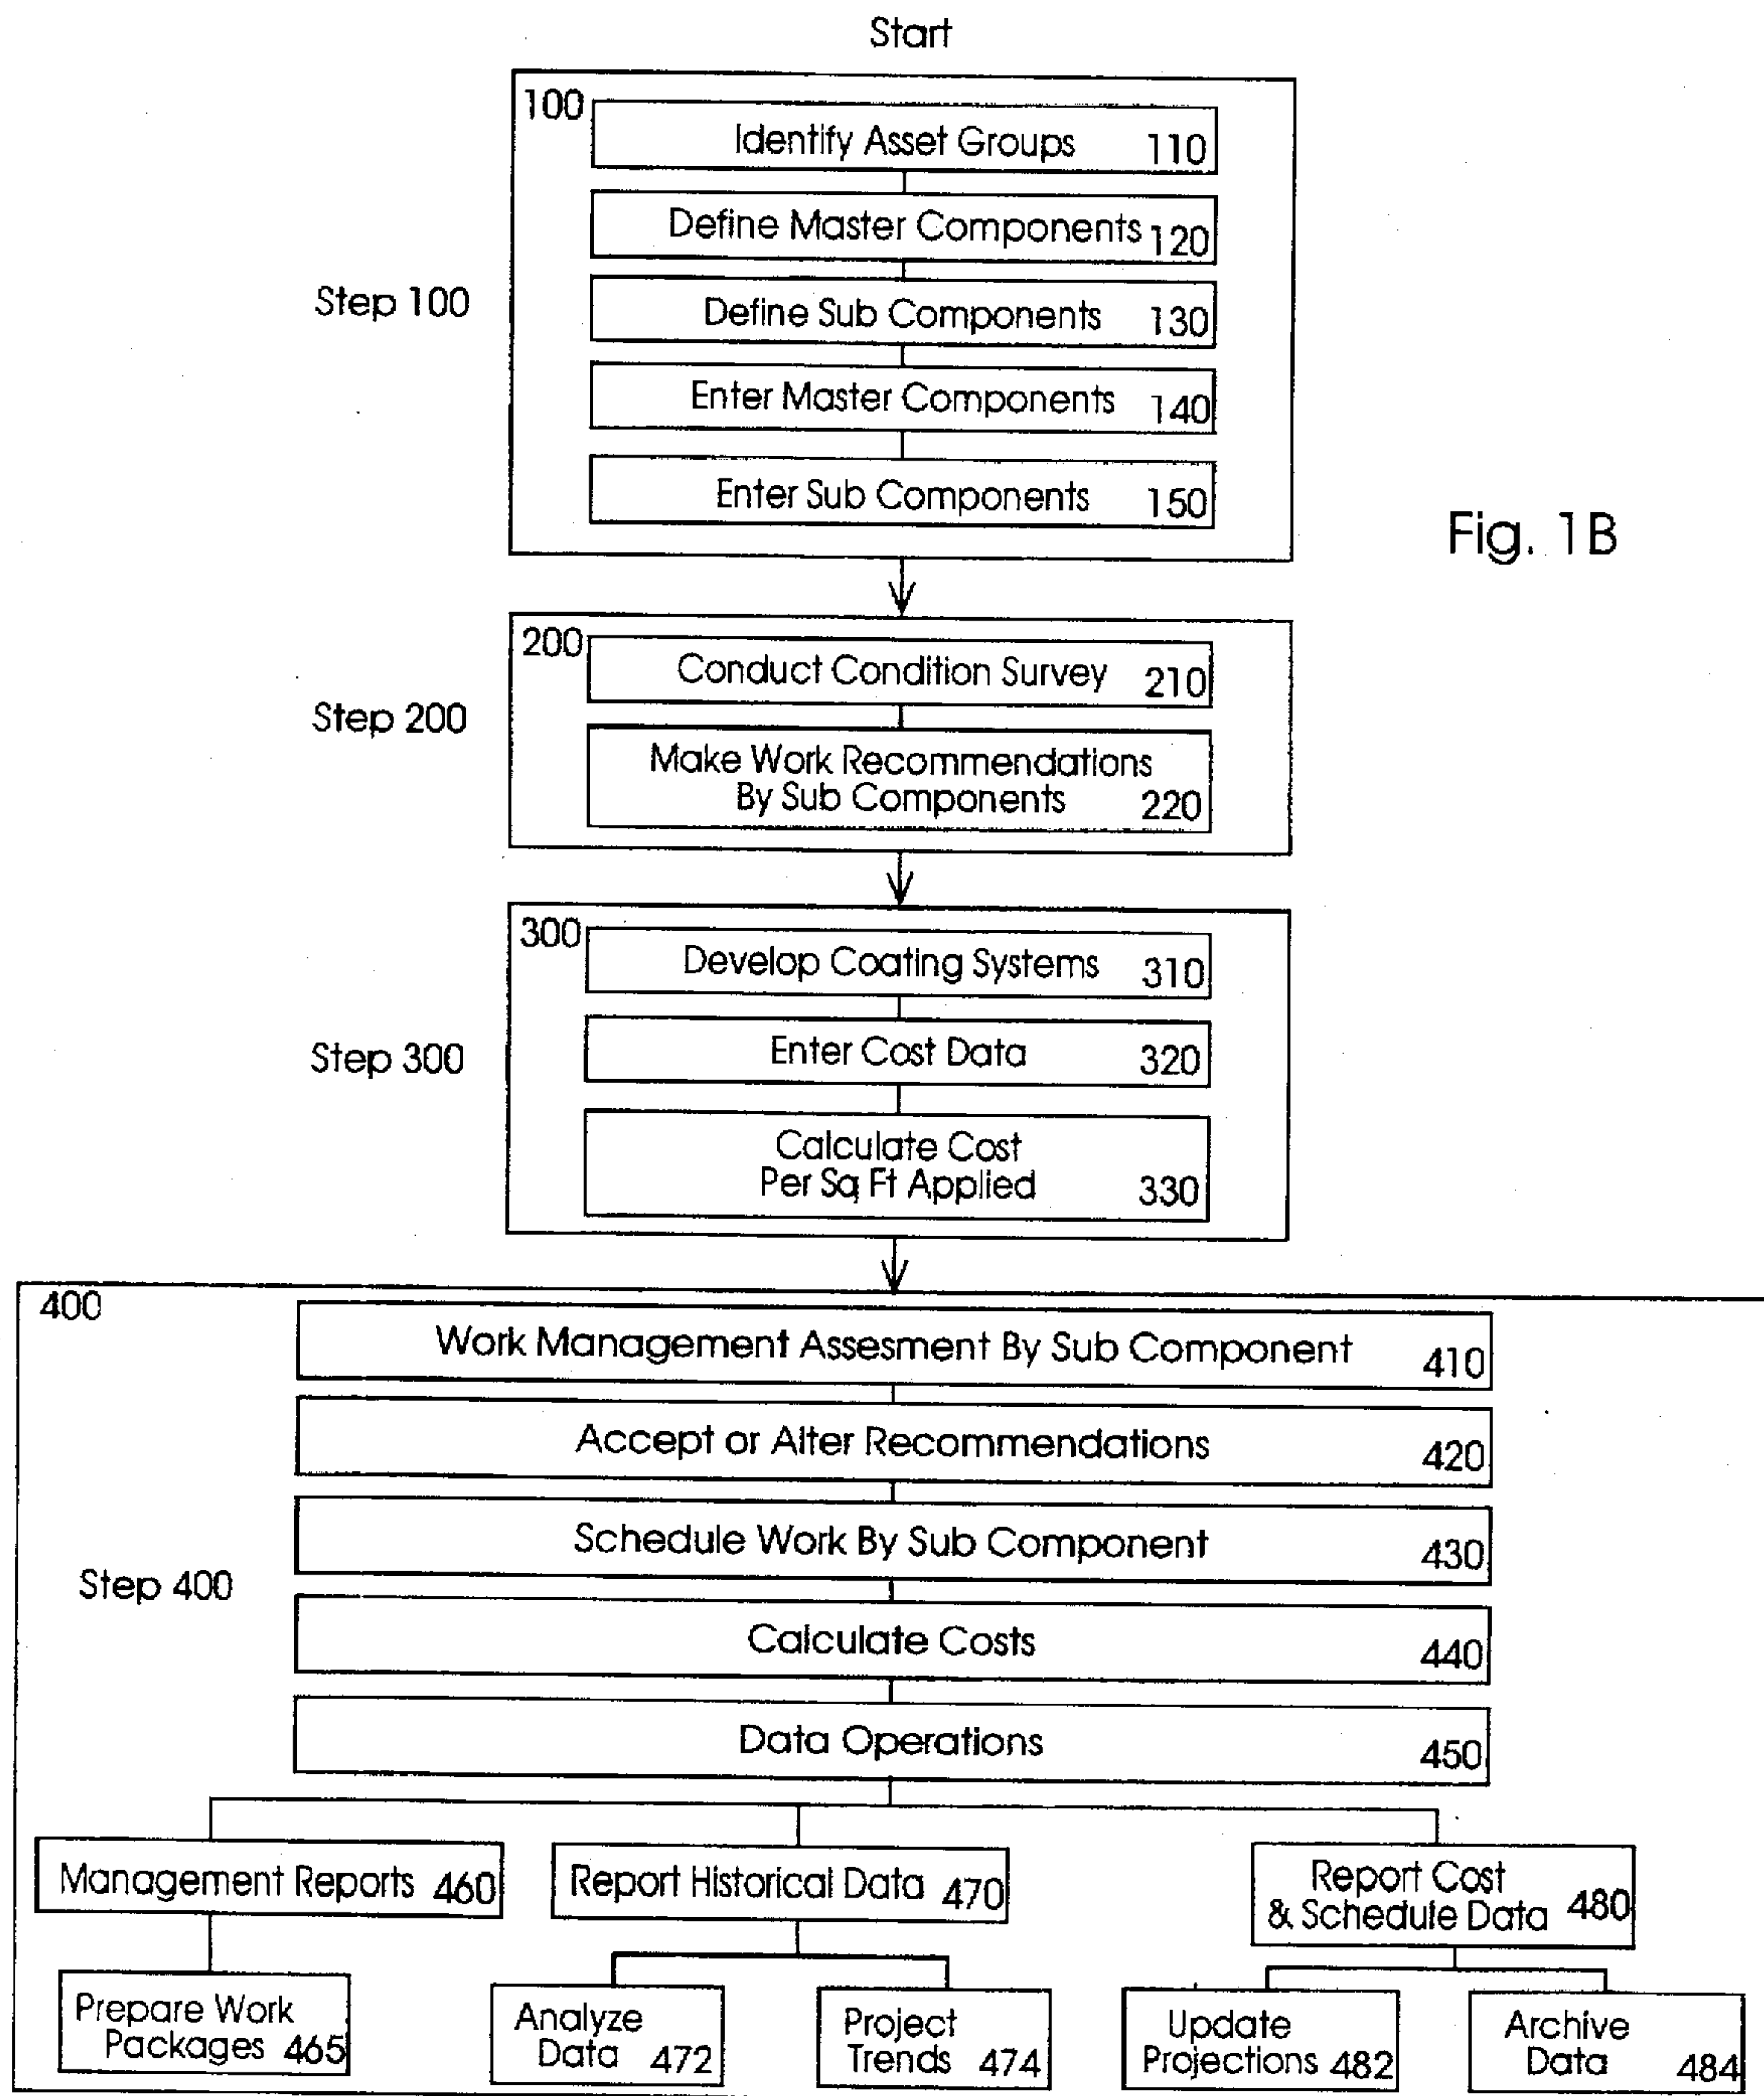 Start
100
Identify Asset Groups 110
Define Master Components 120
Step 100
Define Sub Components 130
Enter Master Components 140
Enter Sub Components 150
Fig. 1B
200
Conduct Condition Survey 210
Step 200
Make Work Recommendations
By Sub Components 220
300
Develop Coating Systems 310
Step 300
Enter Cost Data 320
Calculate Cost
Per Sq Ft Applied 330
400
Work Management Assesment By Sub Component 410
Accept or Alter Recommendations 420
Schedule Work By Sub Component 430
Step 400
Calculate Costs 440
Data Operations 450
Management Reports 460
Report Historical Data 470
Report Cost
& Schedule Data 480
Prepare Work
Packages 465
Analyze
Data 472
Project
Trends 474
Update
Projections 482
Archive
Data 484